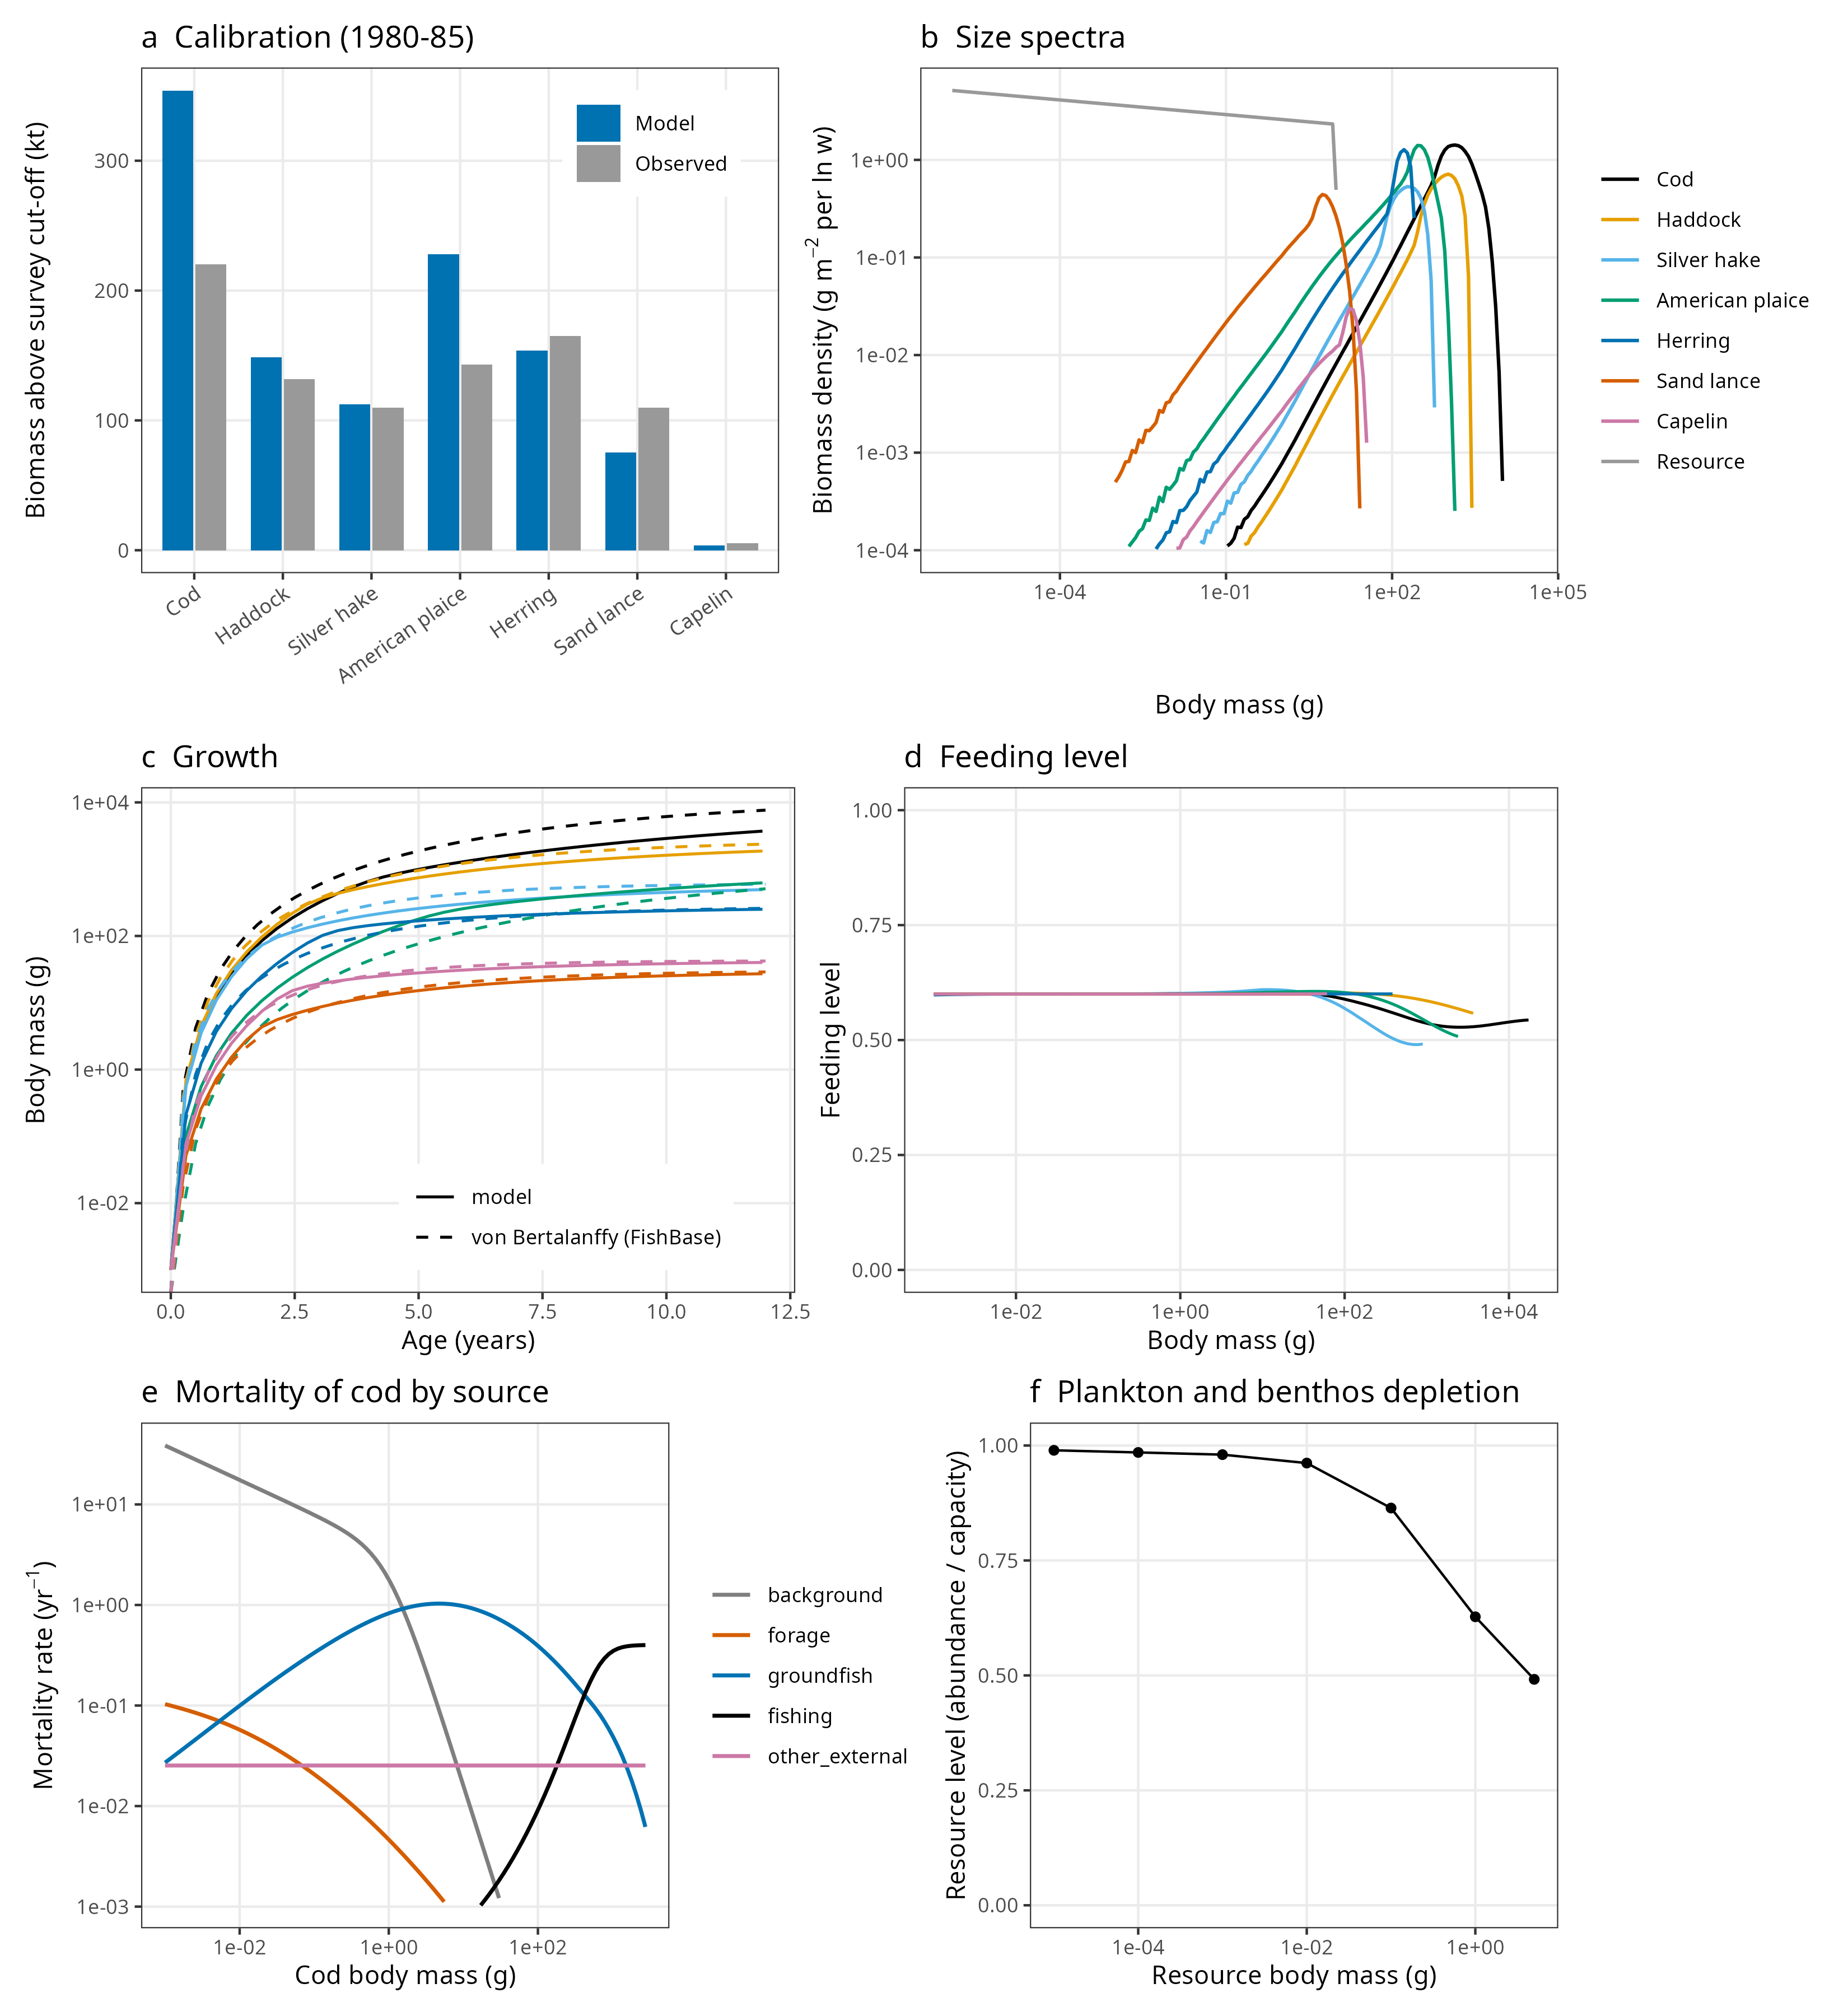 a Calibration (1980-85)
Biomass above survey cut-off (kt)
300
200
100
0
Model
Observed
Cod
Haddock
Silver hake
American plaice
Herring
Sand lance
Capelin
b Size spectra
Biomass density (g m−2 per ln w)
1e+00
1e-01
1e-02
1e-03
1e-04
1e-04
1e-01
1e+02
1e+05
Body mass (g)
Cod
Haddock
Silver hake
American plaice
Herring
Sand lance
Capelin
Resource
c Growth
Body mass (g)
1e+04
1e+02
1e+00
1e-02
model
von Bertalanffy (FishBase)
0.0
2.5
5.0
7.5
10.0
12.5
Age (years)
d Feeding level
Feeding level
1.00
0.75
0.50
0.25
0.00
1e-02
1e+00
1e+02
1e+04
Body mass (g)
e Mortality of cod by source
Mortality rate (yr−1)
1e+01
1e+00
1e-01
1e-02
1e-03
1e-02
1e+00
1e+02
Cod body mass (g)
background
forage
groundfish
fishing
other_external
f Plankton and benthos depletion
Resource level (abundance / capacity)
1.00
0.75
0.50
0.25
0.00
1e-04
1e-02
1e+00
Resource body mass (g)